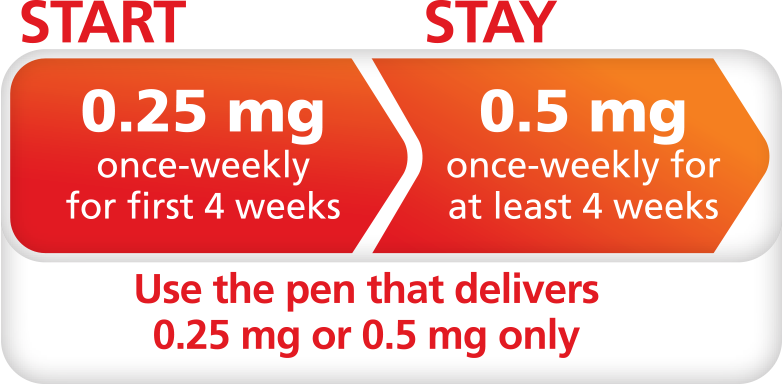 START
STAY
0.25 mg
once-weekly
for first 4 weeks
0.5 mg
once-weekly for
at least 4 weeks
Use the pen that delivers
0.25 mg or 0.5 mg only